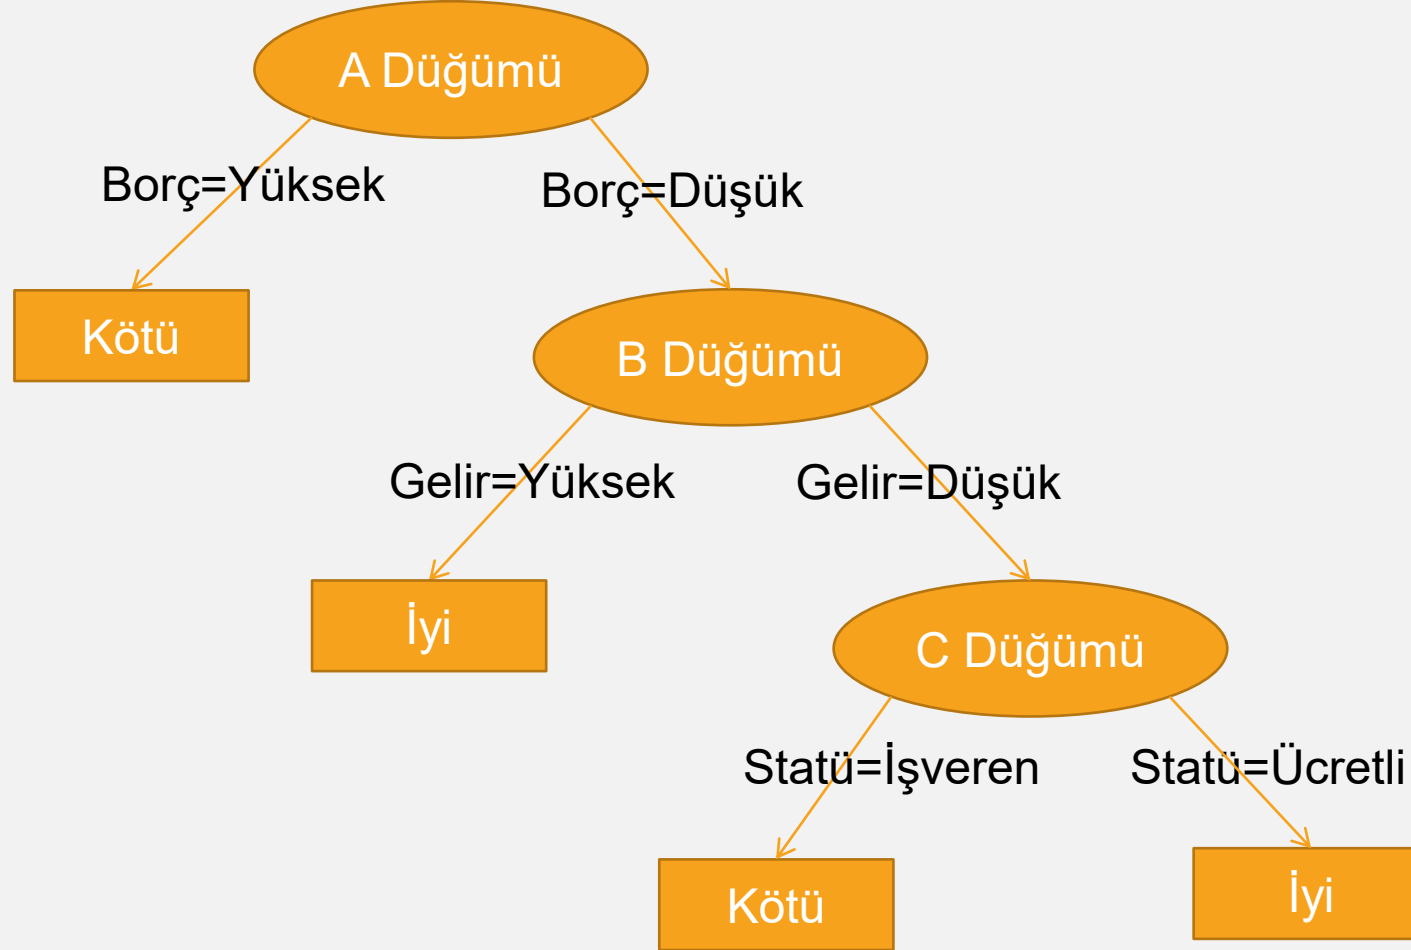 A Düğümü
Borç=Yüksek
Borç=Düşük
Kötü
B Düğümü
Gelir=Yüksek
Gelir=Düşük
İyi
C Düğümü
Statü=İşveren
Statü=Ücretli
Kötü
İyi